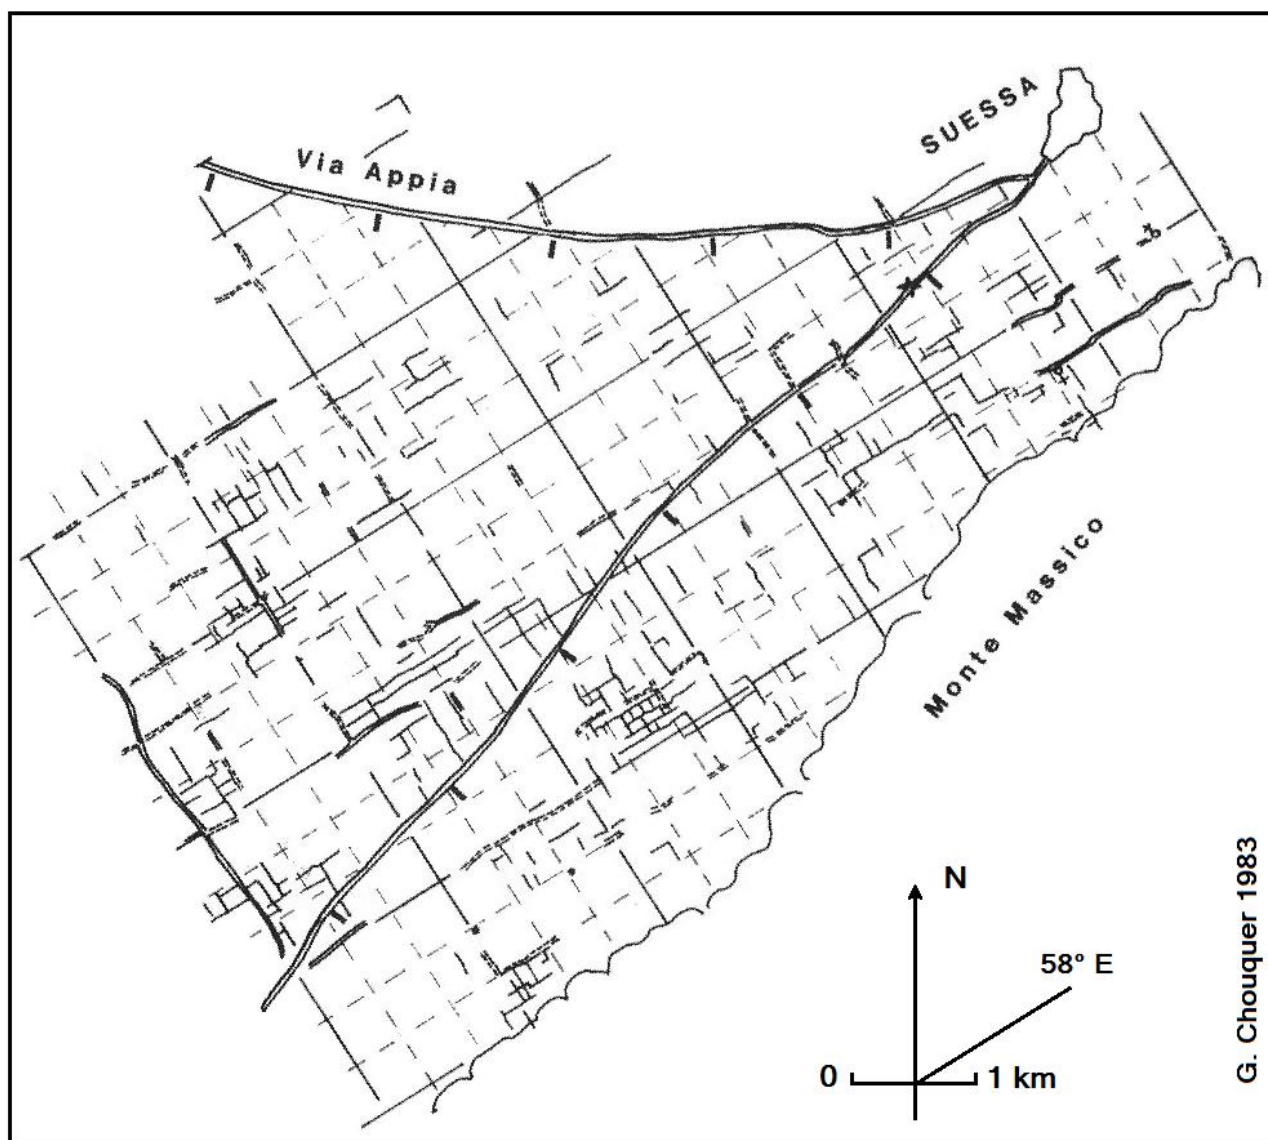 SUESSA
Via Appia
Monte Massico
N
58° E
0 1 km
G. Chouquer 1983